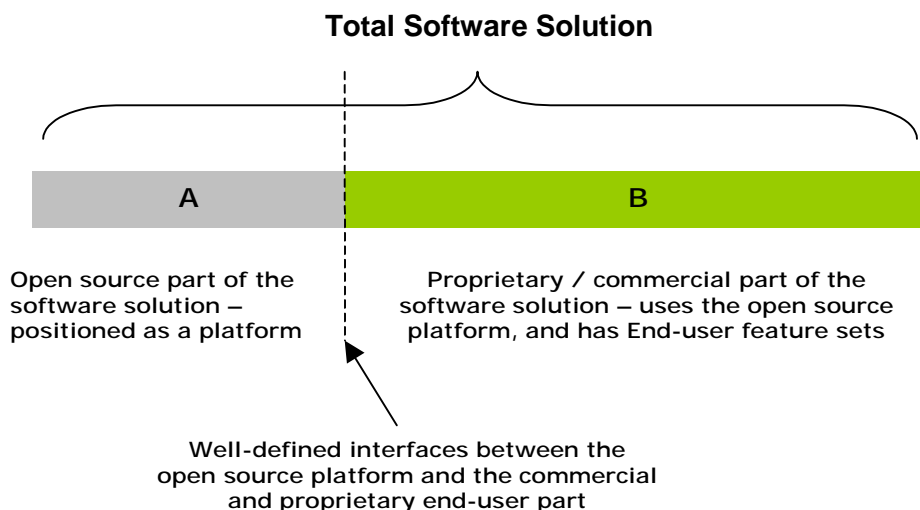 Total Software Solution
A
B
Open source part of the
software solution –
positioned as a platform
Proprietary / commercial part of the
software solution – uses the open source
platform, and has End-user feature sets
Well-defined interfaces between the
open source platform and the commercial
and proprietary end-user part